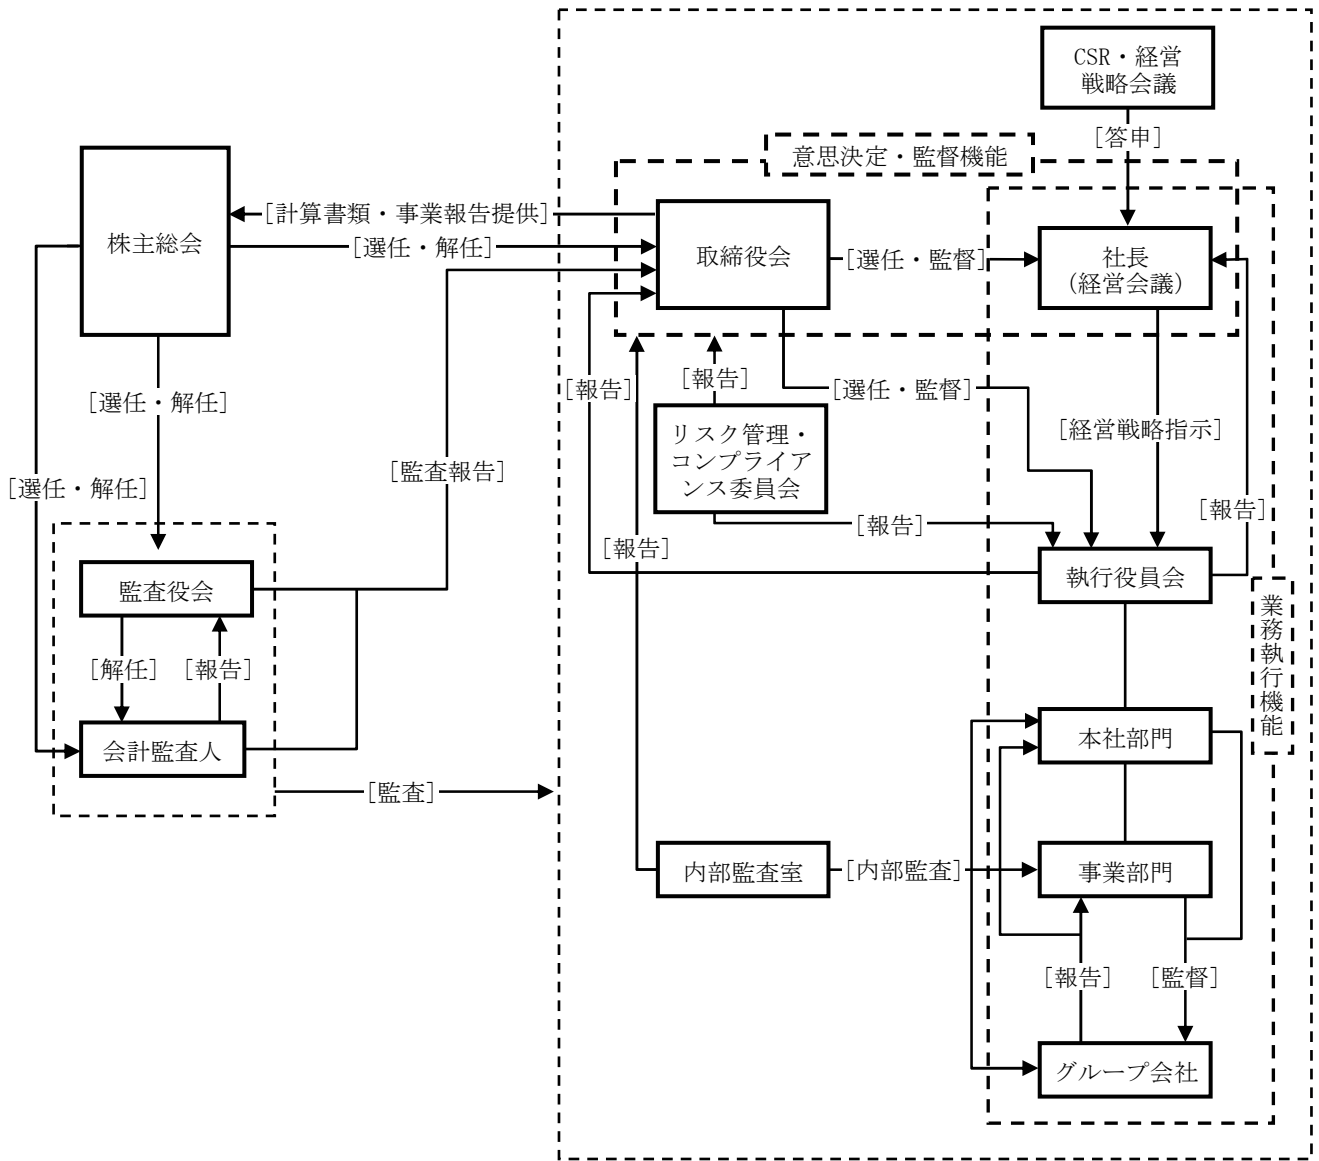 CSR・経営
戦略会議
[答申]
意思決定・監督機能
株主総会
[計算書類・事業報告提供]
[選任・解任]
取締役会
[選任・監督]
社長
(経営会議)
[報告]
[報告]
[選任・監督]
[選任・解任]
[経営戦略指示]
リスク管理・
コンプライア
ンス委員会
[監査報告]
[選任・解任]
[報告]
[報告]
[報告]
執行役員会
監査役会
業務執行機能
[解任]
[報告]
本社部門
会計監査人
[監査]
内部監査室
[内部監査]
事業部門
[報告]
[監督]
グループ会社